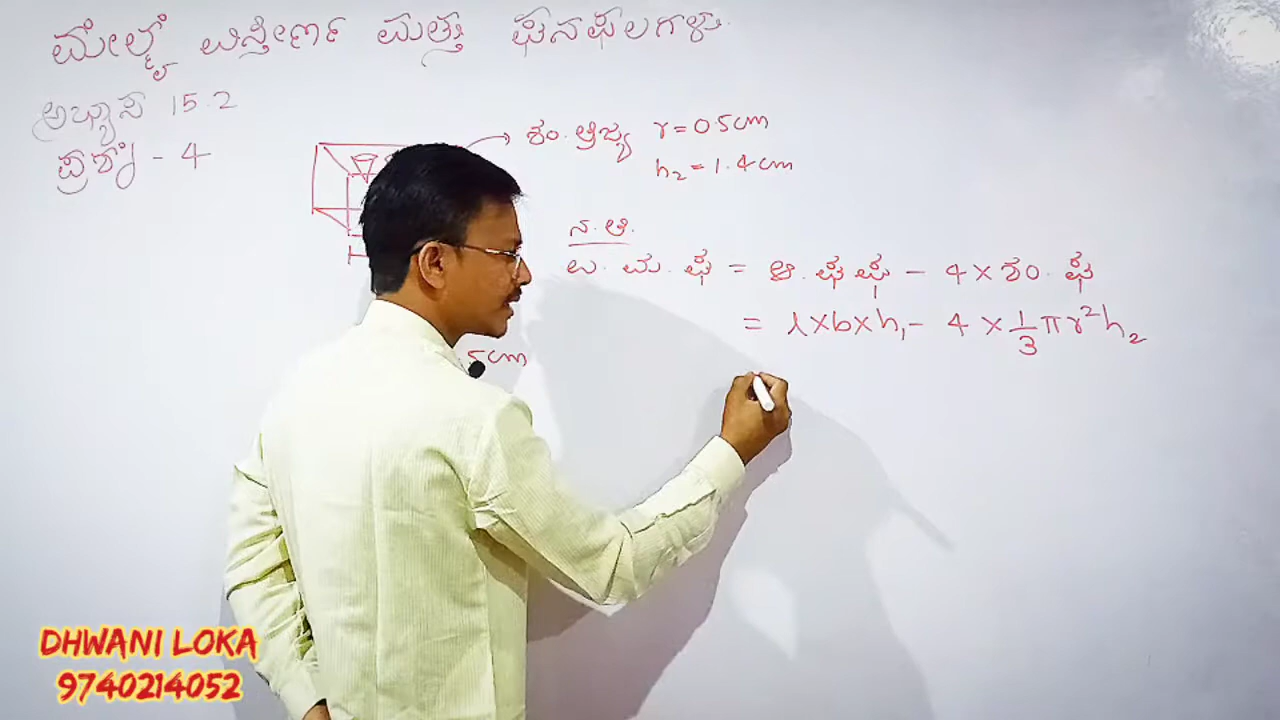 ಮೇಲ್ಮೈ ವಿಸ್ತೀರ್ಣ ಮತ್ತು ಘನಫಲಗಳು.
ಅಭ್ಯಾಸ 15.2
ಪ್ರಶ್ನೆ - 4
ಶಂ. ತ್ರಿಜ್ಯ r = 0.5cm
h₂ = 1.4cm
ನ. ಆ.
ಬ. ಮ. ಘ = ಆ. ಘ ಘ - 4 × ಶಂ. ಘ
= l×b×h₁ - 4 × 1/3 πr²h₂
5cm
DHWANI LOKA
9740214052